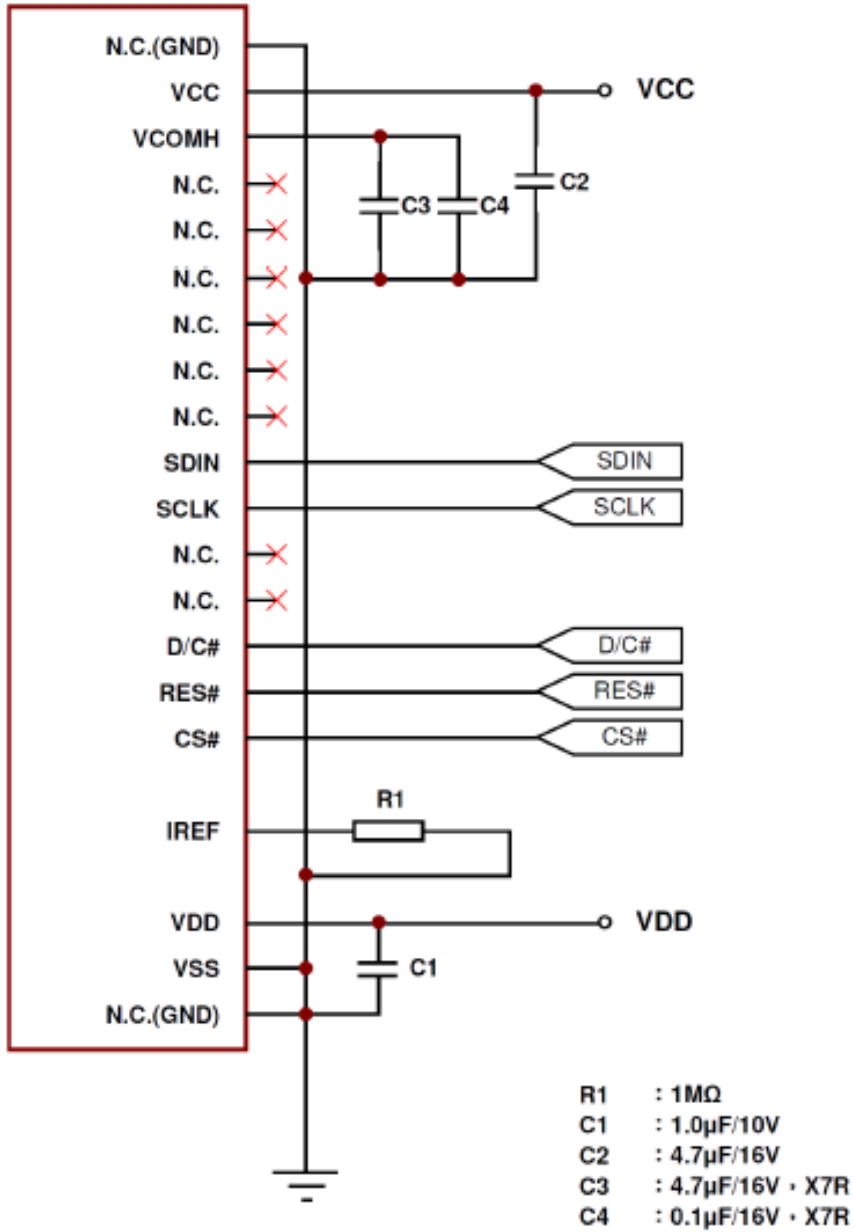 N.C.(GND)
VCC
VCC
VCOMH
N.C.
C3
C4
C2
N.C.
N.C.
N.C.
N.C.
N.C.
SDIN
SDIN
SCLK
SCLK
N.C.
N.C.
D/C#
D/C#
RES#
RES#
CS#
CS#
R1
IREF
VDD
VDD
VSS
C1
N.C.(GND)
R1 : 1MΩ
C1 : 1.0µF/10V
C2 : 4.7µF/16V
C3 : 4.7µF/16V，X7R
C4 : 0.1µF/16V，X7R